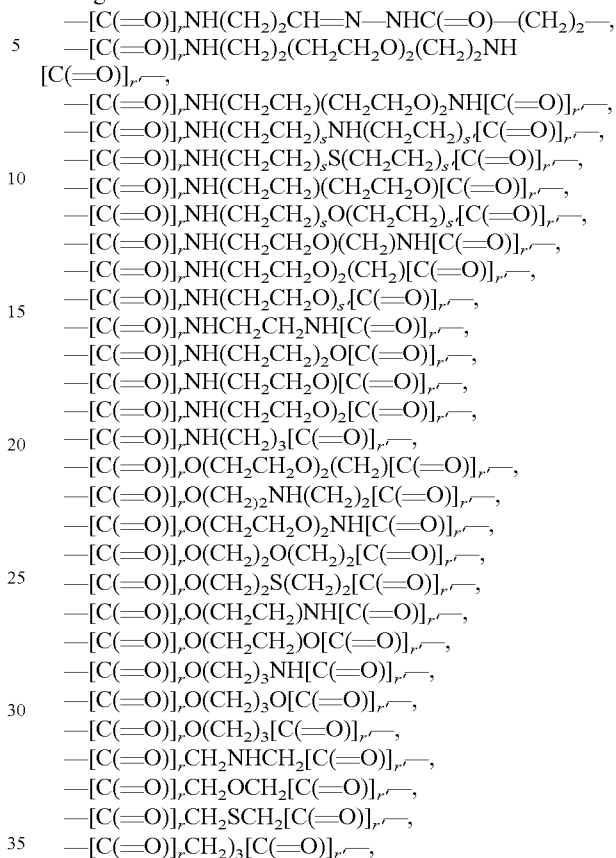 —[C(═O)]rNH(CH2)2CH═N—NHC(═O)—(CH2)2—,
5 —[C(═O)]rNH(CH2)2(CH2CH2O)2(CH2)2NH
[C(═O)]r′—,
—[C(═O)]rNH(CH2CH2)(CH2CH2O)2NH[C(═O)]r′—,
—[C(═O)]rNH(CH2CH2)sNH(CH2CH2)s′[C(═O)]r′—,
10 —[C(═O)]rNH(CH2CH2)sS(CH2CH2)s′[C(═O)]r′—,
—[C(═O)]rNH(CH2CH2)(CH2CH2O)[C(═O)]r′—,
—[C(═O)]rNH(CH2CH2)sO(CH2CH2)s′[C(═O)]r′—,
—[C(═O)]rNH(CH2CH2O)(CH2)NH[C(═O)]r′—,
—[C(═O)]rNH(CH2CH2O)2(CH2)[C(═O)]r′—,
15 —[C(═O)]rNH(CH2CH2O)s′[C(═O)]r′—,
—[C(═O)]rNHCH2CH2NH[C(═O)]r′—,
—[C(═O)]rNH(CH2CH2)2O[C(═O)]r′—,
—[C(═O)]rNH(CH2CH2O)[C(═O)]r′—,
—[C(═O)]rNH(CH2CH2O)2[C(═O)]r′—,
20 —[C(═O)]rNH(CH2)3[C(═O)]r′—,
—[C(═O)]rO(CH2CH2O)2(CH2)[C(═O)]r′—,
—[C(═O)]rO(CH2)2NH(CH2)2[C(═O)]r′—,
—[C(═O)]rO(CH2CH2O)2NH[C(═O)]r′—,
—[C(═O)]rO(CH2)2O(CH2)2[C(═O)]r′—,
25 —[C(═O)]rO(CH2)2S(CH2)2[C(═O)]r′—,
—[C(═O)]rO(CH2CH2)NH[C(═O)]r′—,
—[C(═O)]rO(CH2CH2)O[C(═O)]r′—,
—[C(═O)]rO(CH2)3NH[C(═O)]r′—,
30 —[C(═O)]rO(CH2)3O[C(═O)]r′—,
—[C(═O)]rO(CH2)3[C(═O)]r′—,
—[C(═O)]rCH2NHCH2[C(═O)]r′—,
—[C(═O)]rCH2OCH2[C(═O)]r′—,
—[C(═O)]rCH2SCH2[C(═O)]r′—,
35 —[C(═O)]rCH2)3[C(═O)]r′—,